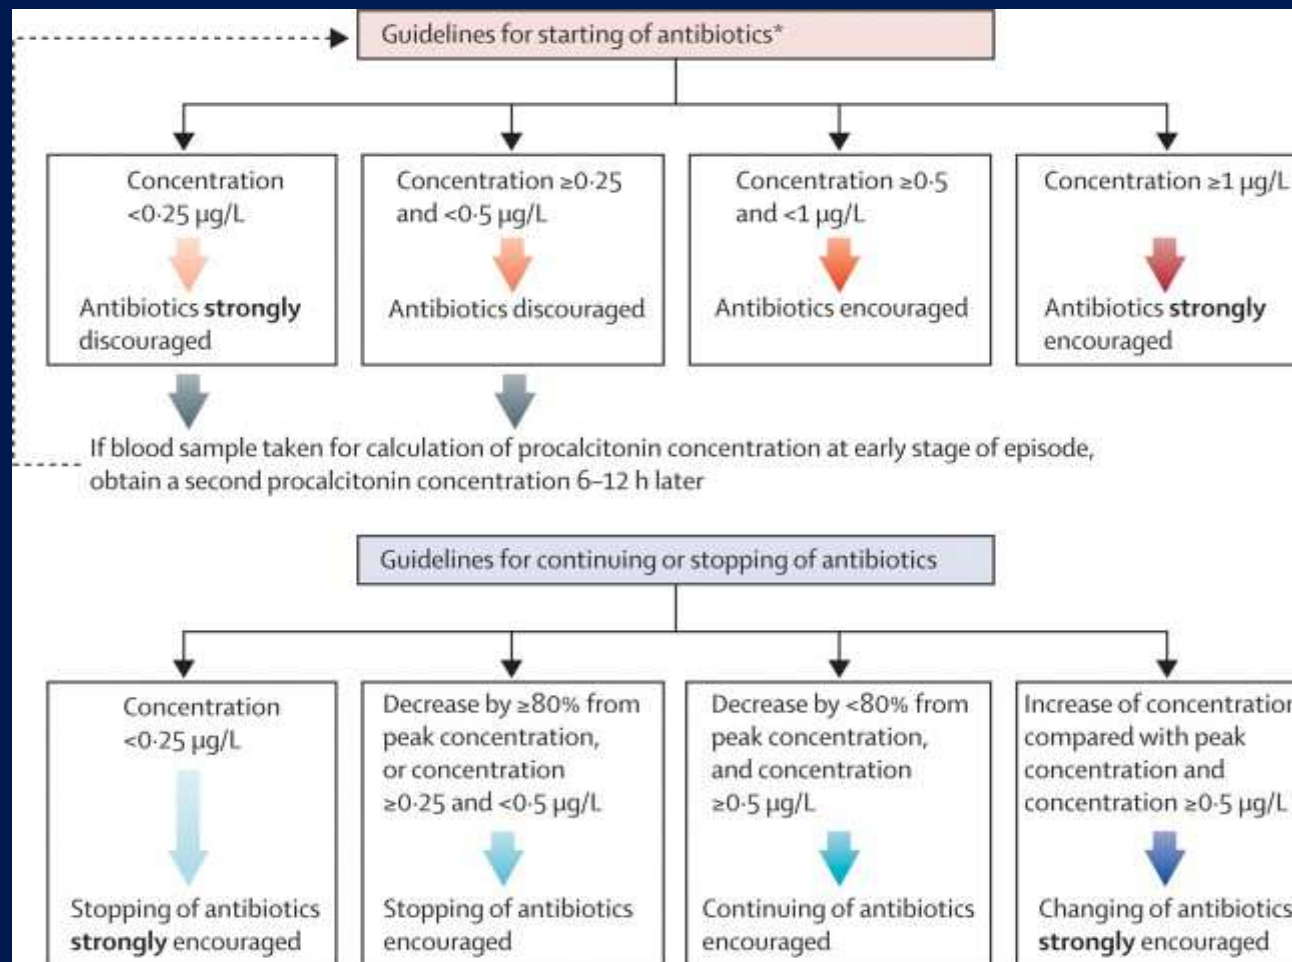 Guidelines for starting of antibiotics*
Concentration
<0·25 µg/L
Antibiotics strongly
discouraged
Concentration ≥0·25
and <0·5 µg/L
Antibiotics discouraged
Concentration ≥0·5
and <1 µg/L
Antibiotics encouraged
Concentration ≥1 µg/L
Antibiotics strongly
encouraged
If blood sample taken for calculation of procalcitonin concentration at early stage of episode,
obtain a second procalcitonin concentration 6–12 h later
Guidelines for continuing or stopping of antibiotics
Concentration
<0·25 µg/L
Stopping of antibiotics
strongly encouraged
Decrease by ≥80% from
peak concentration,
or concentration
≥0·25 and <0·5 µg/L
Stopping of antibiotics
encouraged
Decrease by <80% from
peak concentration,
and concentration
≥0·5 µg/L
Continuing of antibiotics
encouraged
Increase of concentration
compared with peak
concentration and
concentration ≥0·5 µg/L
Changing of antibiotics
strongly encouraged